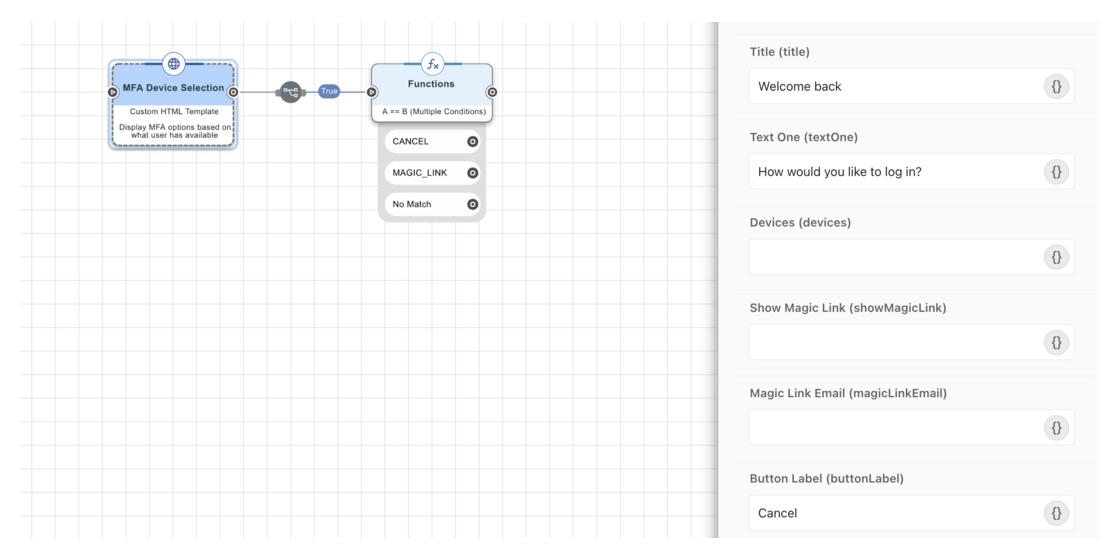 MFA Device Selection
Custom HTML Template
Display MFA options based on
what user has available
True
fx
Functions
A == B (Multiple Conditions)
CANCEL
MAGIC_LINK
No Match
Title (title)
Welcome back
{}
Text One (textOne)
How would you like to log in?
{}
Devices (devices)
{}
Show Magic Link (showMagicLink)
{}
Magic Link Email (magicLinkEmail)
{}
Button Label (buttonLabel)
Cancel
{}